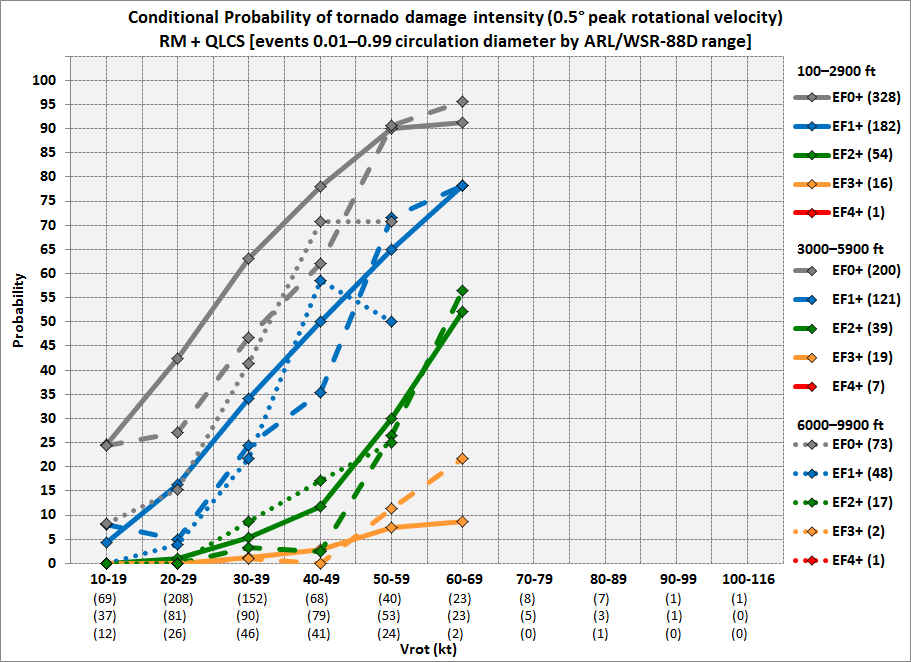 Conditional Probability of tornado damage intensity (0.5° peak rotational velocity)
RM + QLCS [events 0.01–0.99 circulation diameter by ARL/WSR-88D range]
Probability
100
95
90
85
80
75
70
65
60
55
50
45
40
35
30
25
20
15
10
5
0
10-19 20-29 30-39 40-49 50-59 60-69 70-79 80-89 90-99 100-116
(69) (208) (152) (68) (40) (23) (8) (7) (1) (1)
(37) (81) (90) (79) (53) (23) (5) (3) (1) (0)
(12) (26) (46) (41) (24) (2) (0) (1) (0) (0)
Vrot (kt)
100–2900 ft
EF0+ (328)
EF1+ (182)
EF2+ (54)
EF3+ (16)
EF4+ (1)
3000–5900 ft
EF0+ (200)
EF1+ (121)
EF2+ (39)
EF3+ (19)
EF4+ (7)
6000–9900 ft
EF0+ (73)
EF1+ (48)
EF2+ (17)
EF3+ (2)
EF4+ (1)